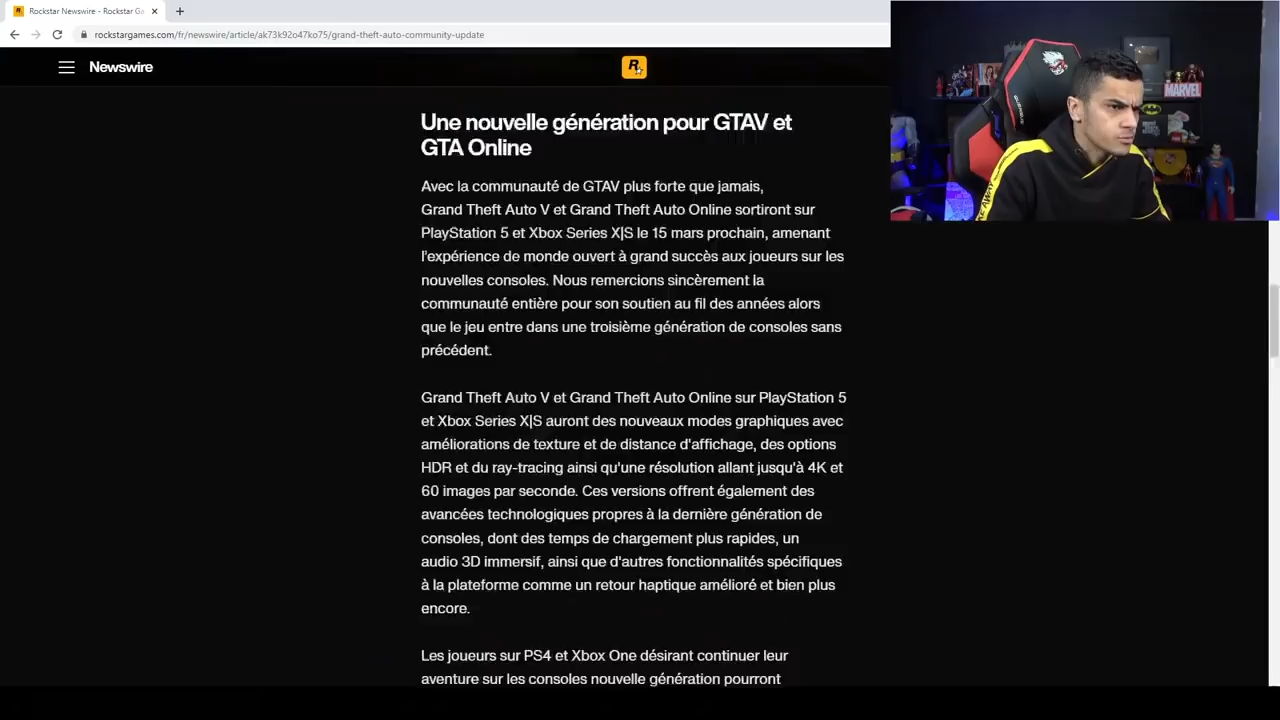 Rockstar Newswire - Rockstar Ga
rockstargames.com/fr/newswire/article/ak73k92o47ko75/grand-theft-auto-community-update
Newswire
R
MARVEL
Une nouvelle génération pour GTAV et
GTA Online
Avec la communauté de GTAV plus forte que jamais,
Grand Theft Auto V et Grand Theft Auto Online sortiront sur
PlayStation 5 et Xbox Series X|S le 15 mars prochain, amenant
l'expérience de monde ouvert à grand succès aux joueurs sur les
nouvelles consoles. Nous remercions sincèrement la
communauté entière pour son soutien au fil des années alors
que le jeu entre dans une troisième génération de consoles sans
précédent.
Grand Theft Auto V et Grand Theft Auto Online sur PlayStation 5
et Xbox Series X|S auront des nouveaux modes graphiques avec
améliorations de texture et de distance d'affichage, des options
HDR et du ray-tracing ainsi qu'une résolution allant jusqu'à 4K et
60 images par seconde. Ces versions offrent également des
avancées technologiques propres à la dernière génération de
consoles, dont des temps de chargement plus rapides, un
audio 3D immersif, ainsi que d'autres fonctionnalités spécifiques
à la plateforme comme un retour haptique amélioré et bien plus
encore.
Les joueurs sur PS4 et Xbox One désirant continuer leur
aventure sur les consoles nouvelle génération pourront